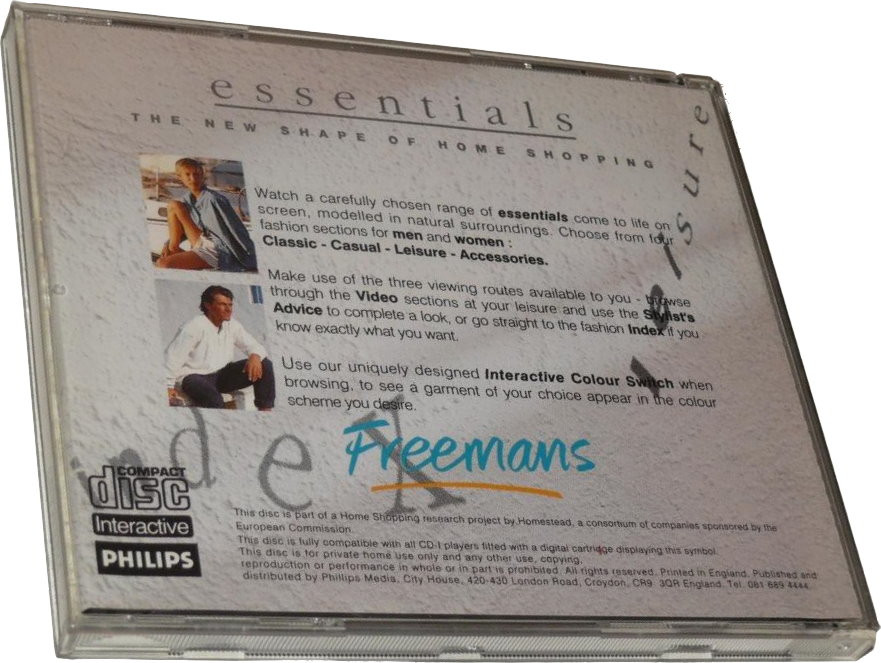 essentials
THE NEW SHAPE OF HOME SHOPPING
leisure
Watch a carefully chosen range of essentials come to life on
screen, modelled in natural surroundings. Choose from four
fashion sections for men and women :
Classic - Casual - Leisure - Accessories.
Make use of the three viewing routes available to you - browse
through the Video sections at your leisure and use the Stylist's
Advice to complete a look, or go straight to the fashion Index if you
know exactly what you want.
Use our uniquely designed Interactive Colour Switch when
browsing, to see a garment of your choice appear in the colour
scheme you desire.
index
Freemans
COMPACT
disc
Interactive
PHILIPS
This disc is part of a Home Shopping research project by Homestead, a consortium of companies sponsored by the
European Commission
This disc is fully compatible with all CD-I players fitted with a digital cartridge displaying this symbol.
This disc is for private home use only and any other use, copying,
reproduction or performance in whole or in part is prohibited. All rights reserved. Printed in England. Published and
distributed by Phillips Media, City House, 420-430 London Road, Croydon, CR9 3QR England. Tel. 081 689 4444.